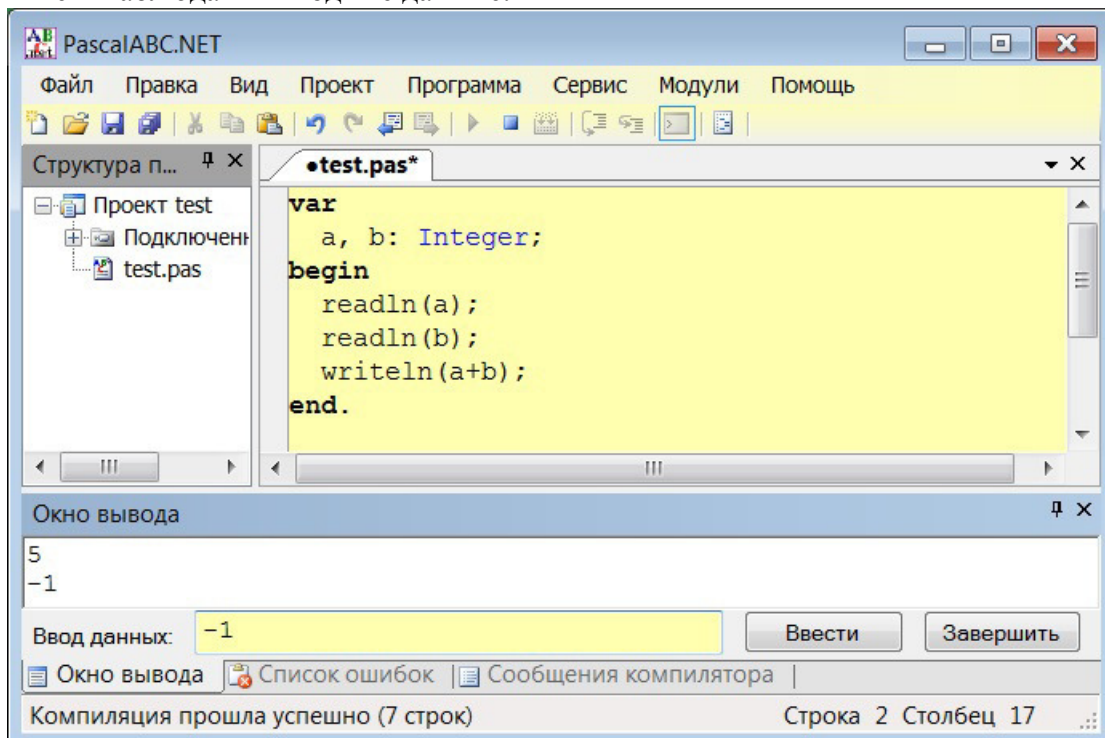 PascalABC.NET
Файл Правка Вид Проект Программа Сервис Модули Помощь
Структура п...
•test.pas*
Проект test
Подключен
test.pas
var
a, b: Integer;
begin
readln(a);
readln(b);
writeln(a+b);
end.
Окно вывода
5
-1
Ввод данных: -1 Ввести Завершить
Окно вывода Список ошибок Сообщения компилятора
Компиляция прошла успешно (7 строк) Строка 2 Столбец 17